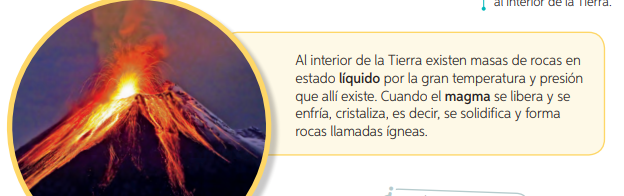 al interior de la Tierra.
Al interior de la Tierra existen masas de rocas en
estado líquido por la gran temperatura y presión
que allí existe. Cuando el magma se libera y se
enfría, cristaliza, es decir, se solidifica y forma
rocas llamadas ígneas.